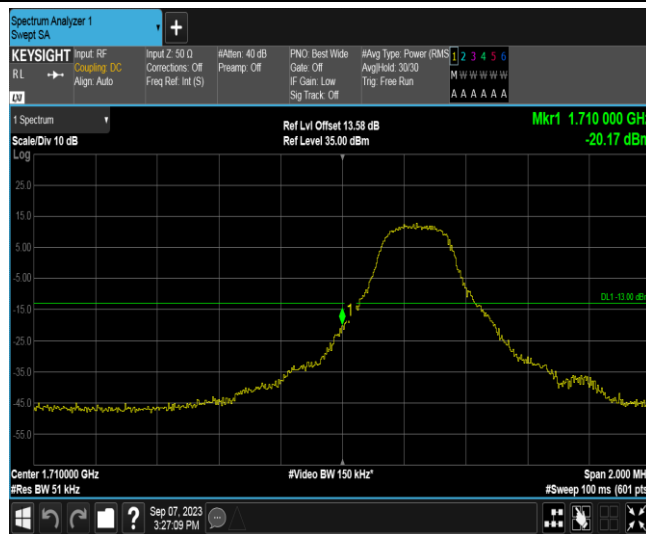 Spectrum Analyzer 1
Swept SA
+
KEYSIGHT
RL
LXI
Input: RF
Coupling: DC
Align: Auto
Input Z: 50 Ω
Corrections: Off
Freq Ref: Int (S)
#Atten: 40 dB
Preamp: Off
PNO: Best Wide
Gate: Off
IF Gain: Low
Sig Track: Off
#Avg Type: Power (RMS
Avg|Hold: 30/30
Trig: Free Run
1 2 3 4 5 6
M W W W W W
A A A A A A
1 Spectrum
Scale/Div 10 dB
Log
Ref Lvl Offset 13.58 dB
Ref Level 35.00 dBm
Mkr1 1.710 000 GHz
-20.17 dBm
25.0
15.0
5.00
-5.00
-15.0
-25.0
-35.0
-45.0
-55.0
1
DL1 -13.00 dBm
Center 1.710000 GHz
#Res BW 51 kHz
#Video BW 150 kHz*
Span 2.000 MH
#Sweep 100 ms (601 pts
?
Sep 07, 2023
3:27:09 PM